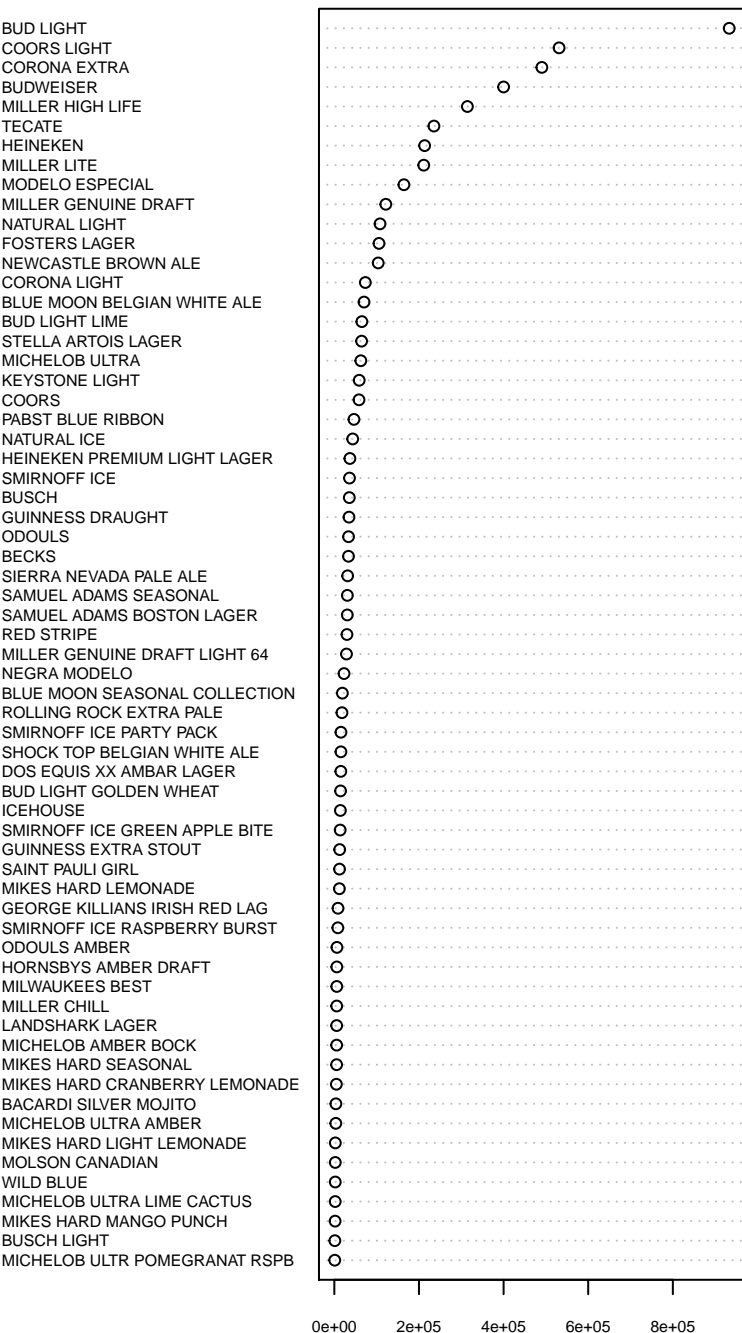 BUD LIGHT
COORS LIGHT
CORONA EXTRA
BUDWEISER
MILLER HIGH LIFE
TECATE
HEINEKEN
MILLER LITE
MODELO ESPECIAL
MILLER GENUINE DRAFT
NATURAL LIGHT
FOSTERS LAGER
NEWCASTLE BROWN ALE
CORONA LIGHT
BLUE MOON BELGIAN WHITE ALE
BUD LIGHT LIME
STELLA ARTOIS LAGER
MICHELOB ULTRA
KEYSTONE LIGHT
COORS
PABST BLUE RIBBON
NATURAL ICE
HEINEKEN PREMIUM LIGHT LAGER
SMIRNOFF ICE
BUSCH
GUINNESS DRAUGHT
ODOULS
BECKS
SIERRA NEVADA PALE ALE
SAMUEL ADAMS SEASONAL
SAMUEL ADAMS BOSTON LAGER
RED STRIPE
MILLER GENUINE DRAFT LIGHT 64
NEGRA MODELO
BLUE MOON SEASONAL COLLECTION
ROLLING ROCK EXTRA PALE
SMIRNOFF ICE PARTY PACK
SHOCK TOP BELGIAN WHITE ALE
DOS EQUIS XX AMBAR LAGER
BUD LIGHT GOLDEN WHEAT
ICEHOUSE
SMIRNOFF ICE GREEN APPLE BITE
GUINNESS EXTRA STOUT
SAINT PAULI GIRL
MIKES HARD LEMONADE
GEORGE KILLIANS IRISH RED LAG
SMIRNOFF ICE RASPBERRY BURST
ODOULS AMBER
HORNSBYS AMBER DRAFT
MILWAUKEES BEST
MILLER CHILL
LANDSHARK LAGER
MICHELOB AMBER BOCK
MIKES HARD SEASONAL
MIKES HARD CRANBERRY LEMONADE
BACARDI SILVER MOJITO
MICHELOB ULTRA AMBER
MIKES HARD LIGHT LEMONADE
MOLSON CANADIAN
WILD BLUE
MICHELOB ULTRA LIME CACTUS
MIKES HARD MANGO PUNCH
BUSCH LIGHT
MICHELOB ULTR POMEGRANAT RSPB
0e+00 2e+05 4e+05 6e+05 8e+05